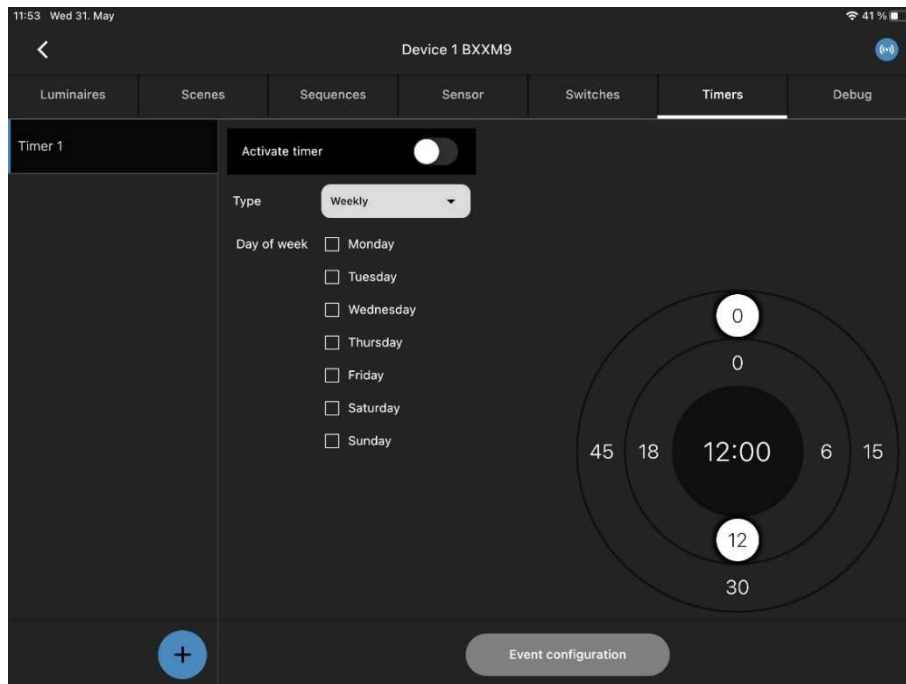 11:53 Wed 31. May 41 %
Device 1 BXXM9
Luminaires Scenes Sequences Sensor Switches Timers Debug
Timer 1
Activate timer
Type Weekly
Day of week Monday
Tuesday
Wednesday
Thursday
Friday
Saturday
Sunday
0
0
45 18 12:00 6 15
12
30
+
Event configuration